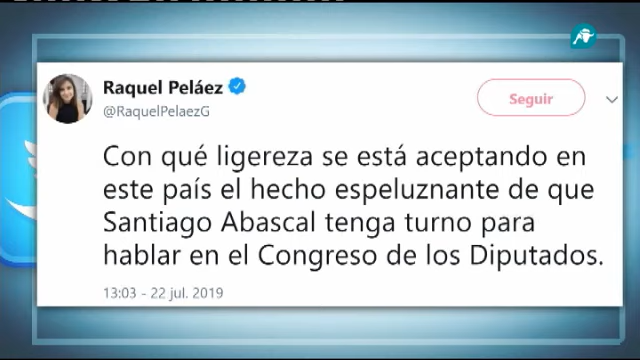 Raquel Peláez
@RaquelPelaezG
Seguir
Con qué ligereza se está aceptando en
este país el hecho espeluznante de que
Santiago Abascal tenga turno para
hablar en el Congreso de los Diputados.
13:03 - 22 jul. 2019